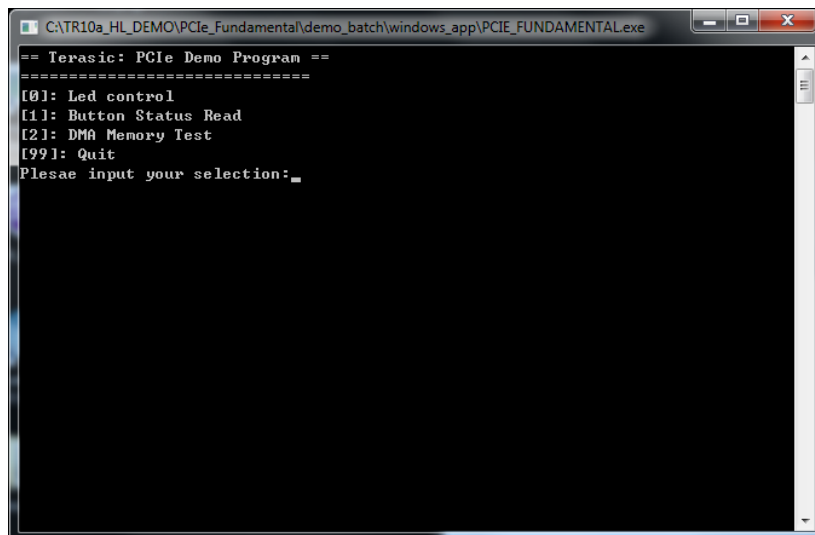 C:\TR10a_HL_DEMO\PCIe_Fundamental\demo_batch\windows_app\PCIE_FUNDAMENTAL.exe
== Terasic: PCIe Demo Program ==
==============================
[0]: Led control
[1]: Button Status Read
[2]: DMA Memory Test
[99]: Quit
Plesae input your selection:_